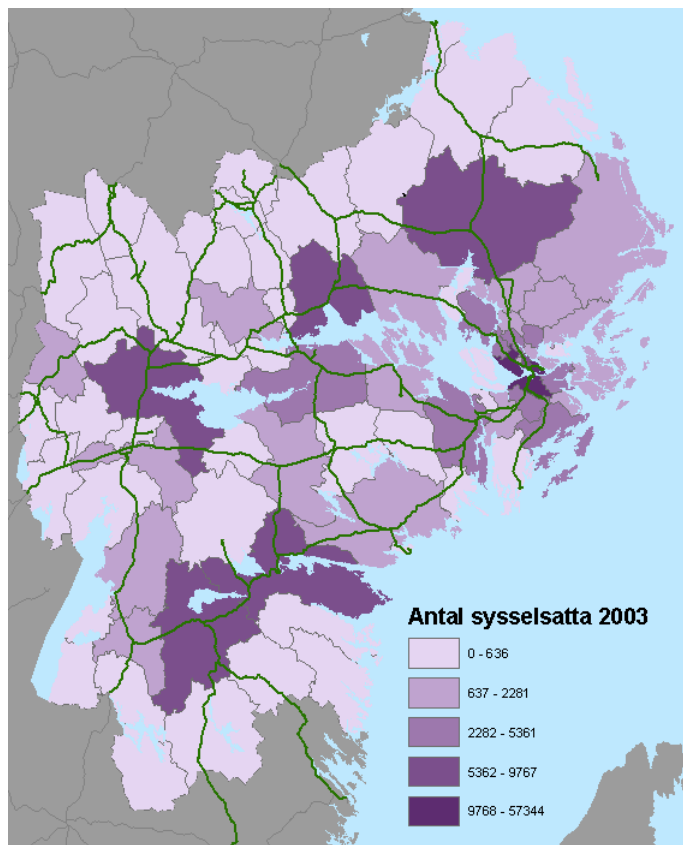 Antal sysselsatta 2003
0 - 636
637 - 2281
2282 - 5361
5362 - 9767
9768 - 57344